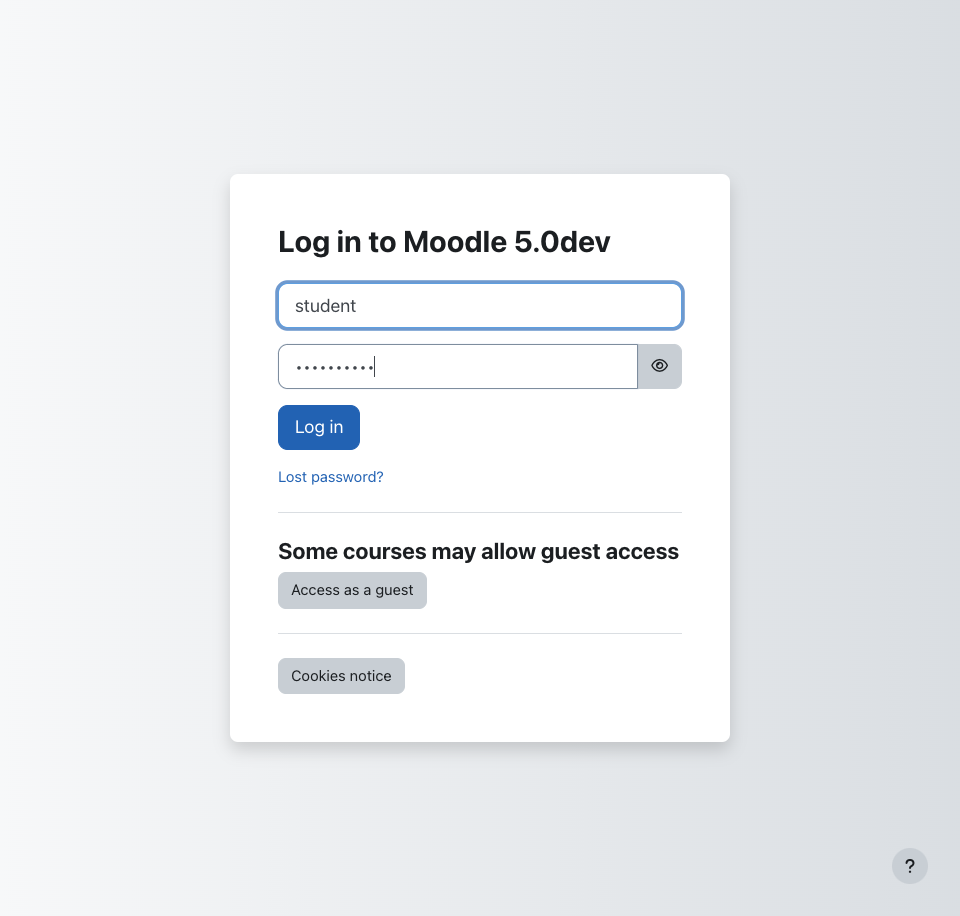 Log in to Moodle 5.0dev
student
••••••••••
Log in
Lost password?
Some courses may allow guest access
Access as a guest
Cookies notice
?